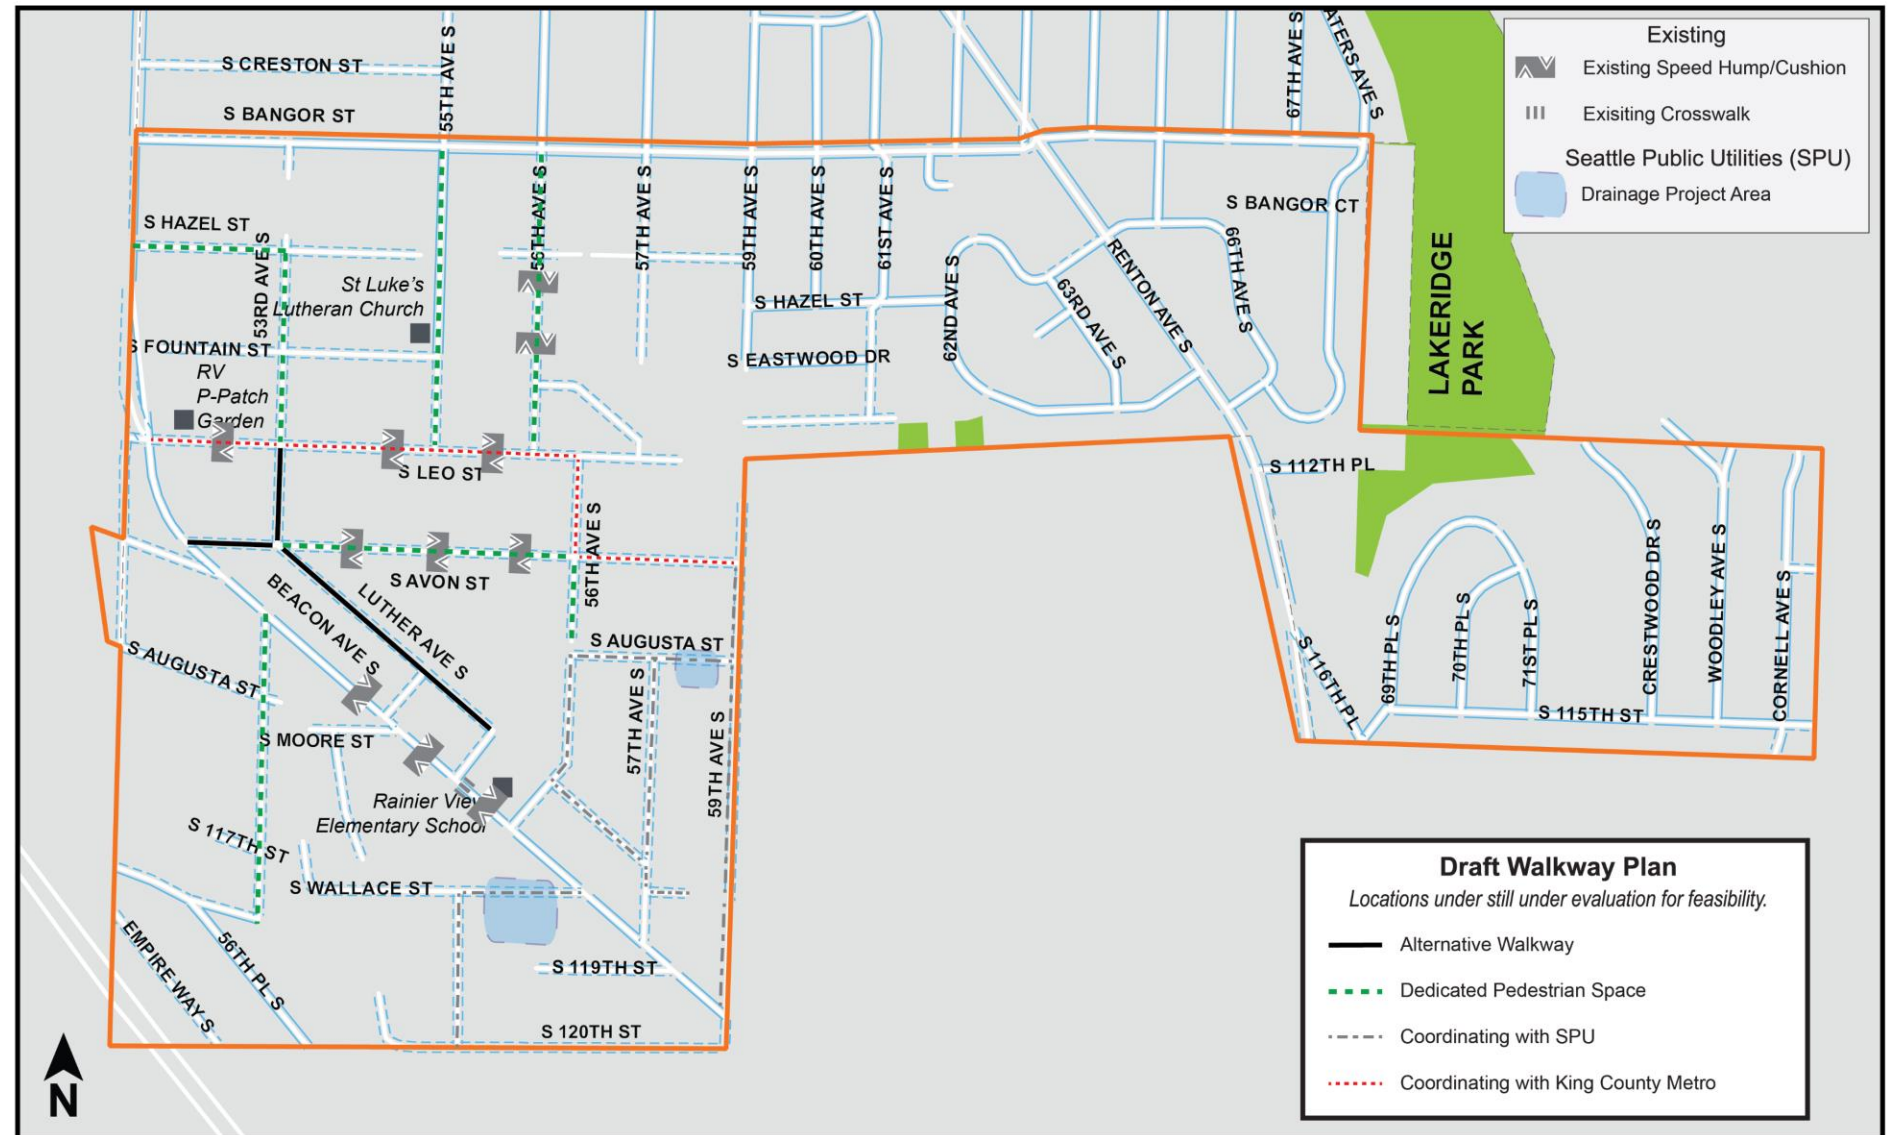 S CRESTON ST
S BANGOR ST
55TH AVE S
67TH AVE S
ATERS AVE S
Existing
Existing Speed Hump/Cushion
Exisiting Crosswalk
Seattle Public Utilities (SPU)
Drainage Project Area
S HAZEL ST
53RD AVE S
St Luke's
Lutheran Church
56TH AVE S
57TH AVE S
59TH AVE S
60TH AVE S
61ST AVE S
62ND AVE S
S HAZEL ST
S EASTWOOD DR
63RD AVE S
RENTON AVE S
66TH AVE S
S BANGOR CT
LAKERIDGE
PARK
S FOUNTAIN ST
RV
P-Patch
Garden
S LEO ST
56TH AVE S
S AVON ST
BEACON AVE S
LUTHER AVE S
S AUGUSTA ST
S AUGUSTA ST
57TH AVE S
59TH AVE S
S MOORE ST
Rainier View
Elementary School
S 117TH ST
S WALLACE ST
S 119TH ST
S 120TH ST
56TH PL S
EMPIRE WAY S
N
S 112TH PL
S 116TH PL
69TH PL S
70TH PL S
71ST PL S
CRESTWOOD DR S
WOODLEY AVE S
CORNELL AVE S
S 115TH ST
Draft Walkway Plan
Locations under still under evaluation for feasibility.
Alternative Walkway
Dedicated Pedestrian Space
Coordinating with SPU
Coordinating with King County Metro